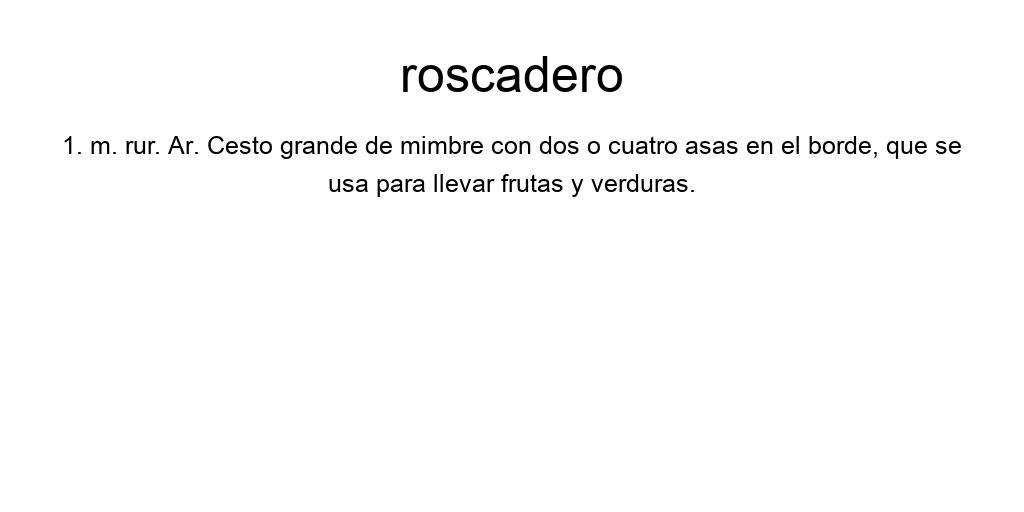 roscadero
1. m. rur. Ar. Cesto grande de mimbre con dos o cuatro asas en el borde, que se
usa para llevar frutas y verduras.